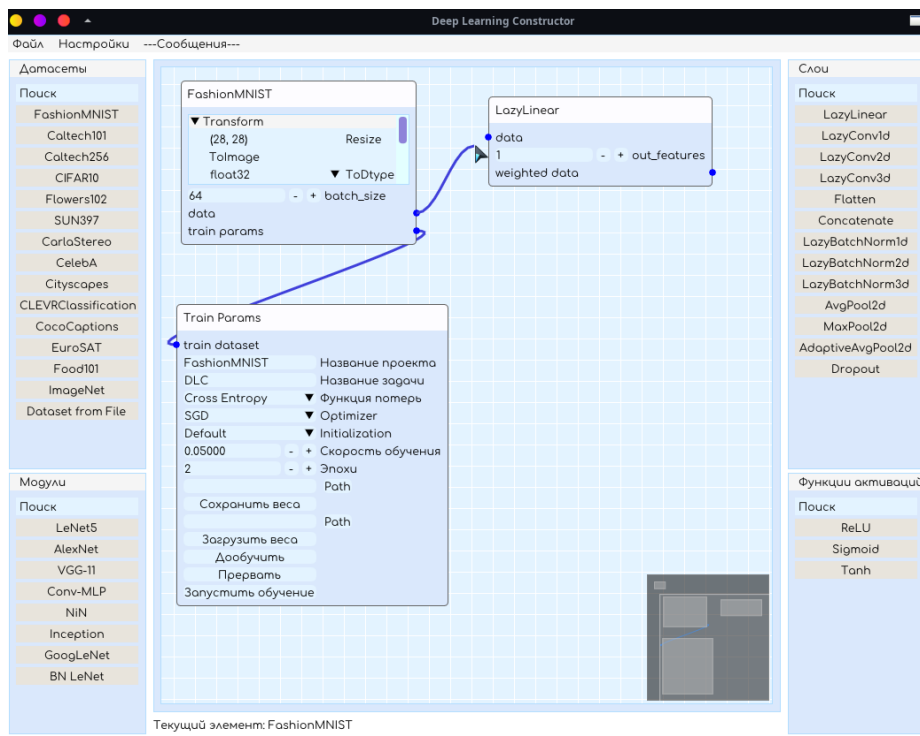 Deep Learning Constructor
Файл Настройки ---Сообщения---
Датасеты
Поиск
FashionMNIST
Caltech101
Caltech256
CIFAR10
Flowers102
SUN397
CarlaStereo
CelebA
Cityscapes
CLEVRClassification
CocoCaptions
EuroSAT
Food101
ImageNet
Dataset from File
Модули
Поиск
LeNet5
AlexNet
VGG-11
Conv-MLP
NiN
Inception
GoogLeNet
BN LeNet
FashionMNIST
▼ Transform
(28, 28) Resize
ToImage
float32 ▼ ToDtype
64 - + batch_size
data
train params
LazyLinear
data
1 - + out_features
weighted data
Train Params
train dataset
FashionMNIST Название проекта
DLC Название задачи
Cross Entropy ▼ Функция потерь
SGD ▼ Optimizer
Default ▼ Initialization
0.05000 - + Скорость обучения
2 - + Эпохи
Path
Сохранить веса
Path
Загрузить веса
Дообучить
Прервать
Запустить обучение
Текущий элемент: FashionMNIST
Слои
Поиск
LazyLinear
LazyConv1d
LazyConv2d
LazyConv3d
Flatten
Concatenate
LazyBatchNorm1d
LazyBatchNorm2d
LazyBatchNorm3d
AvgPool2d
MaxPool2d
AdaptiveAvgPool2d
Dropout
Функции активаций
Поиск
ReLU
Sigmoid
Tanh